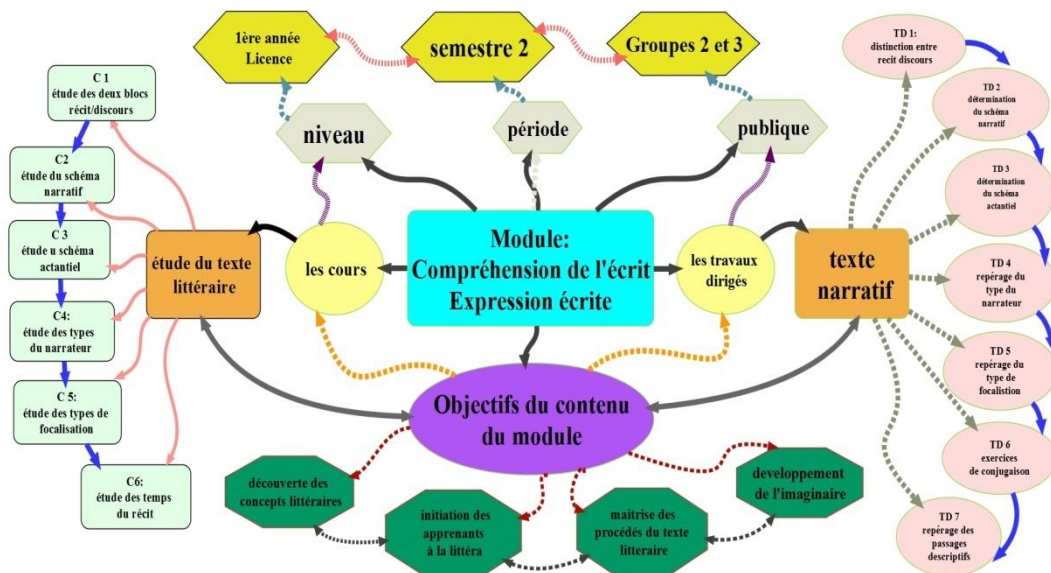 1ère année
Licence
semestre 2
Groupes 2 et 3
niveau
période
publique
Module:
Compréhension de l'écrit
Expression écrite
les cours
les travaux
dirigés
étude du texte
littéraire
texte
narratif
C 1
étude des deux blocs
récit/discours
C2
étude du schéma
narratif
C 3
étude u schéma
actantiel
C4:
étude des types
du narrateur
C 5:
étude des types de
focalisation
C6:
étude des temps
du récit
TD 1:
distinction entre
recit discours
TD 2
détermination
du schéma
narratif
TD 3
détermination
du schéma
actantiel
TD 4
repérage du
type du
narrateur
TD 5
repérage du
type de
focalistion
TD 6
exercices
de conjugaison
TD 7
repérage des
passages
descriptifs
Objectifs du contenu
du module
découverte des
concepts littéraires
initiation des
apprenants
à la littéra
maitrise des
procédés du texte
litteraire
developpement
de l'imaginaire